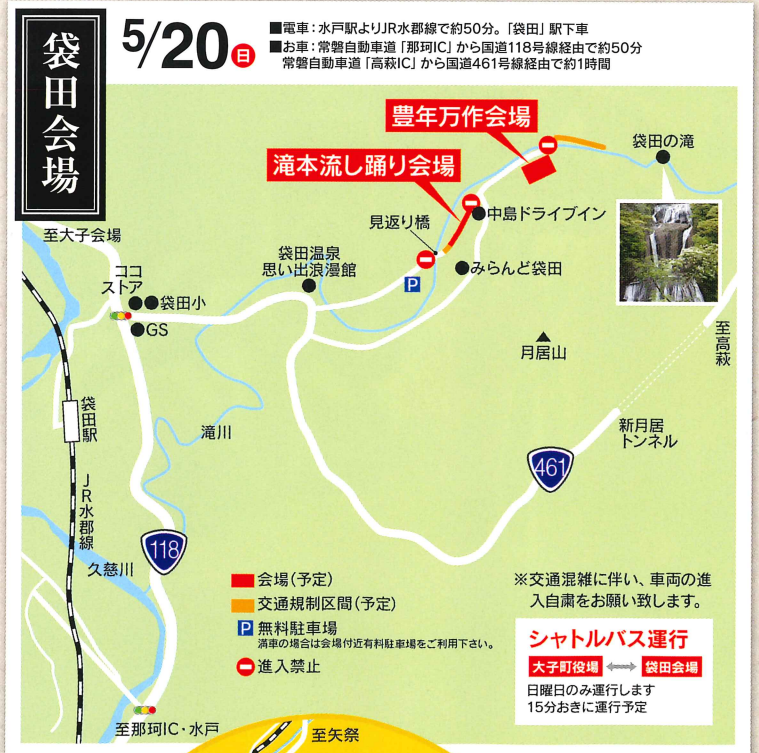 袋田会場
5/20日
■電車：水戸駅よりJR水郡線で約50分。「袋田」駅下車
■お車：常磐自動車道「那珂IC」から国道118号線経由で約50分
常磐自動車道「高萩IC」から国道461号線経由で約1時間
豊年万作会場
袋田の滝
滝本流し踊り会場
中島ドライブイン
見返り橋
至大子会場
袋田温泉
思い出浪漫館
みらんど袋田
P
ココ
ストア
袋田小
GS
月居山
至高萩
袋田駅
滝川
新月居
トンネル
461
JR水郡線
118
久慈川
会場(予定)
交通規制区間(予定)
P無料駐車場
満車の場合は会場付近有料駐車場をご利用下さい。
進入禁止
※交通混雑に伴い、車両の進
入自粛をお願い致します。
シャトルバス運行
大子町役場 袋田会場
日曜日のみ運行します
15分おきに運行予定
至那珂IC・水戸
至矢祭